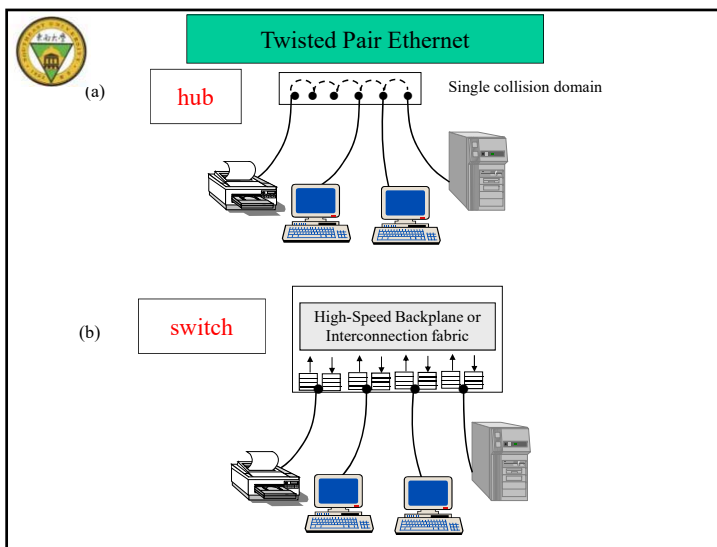 Twisted Pair Ethernet
(a)
hub
Single collision domain
(b)
switch
High-Speed Backplane or
Interconnection fabric